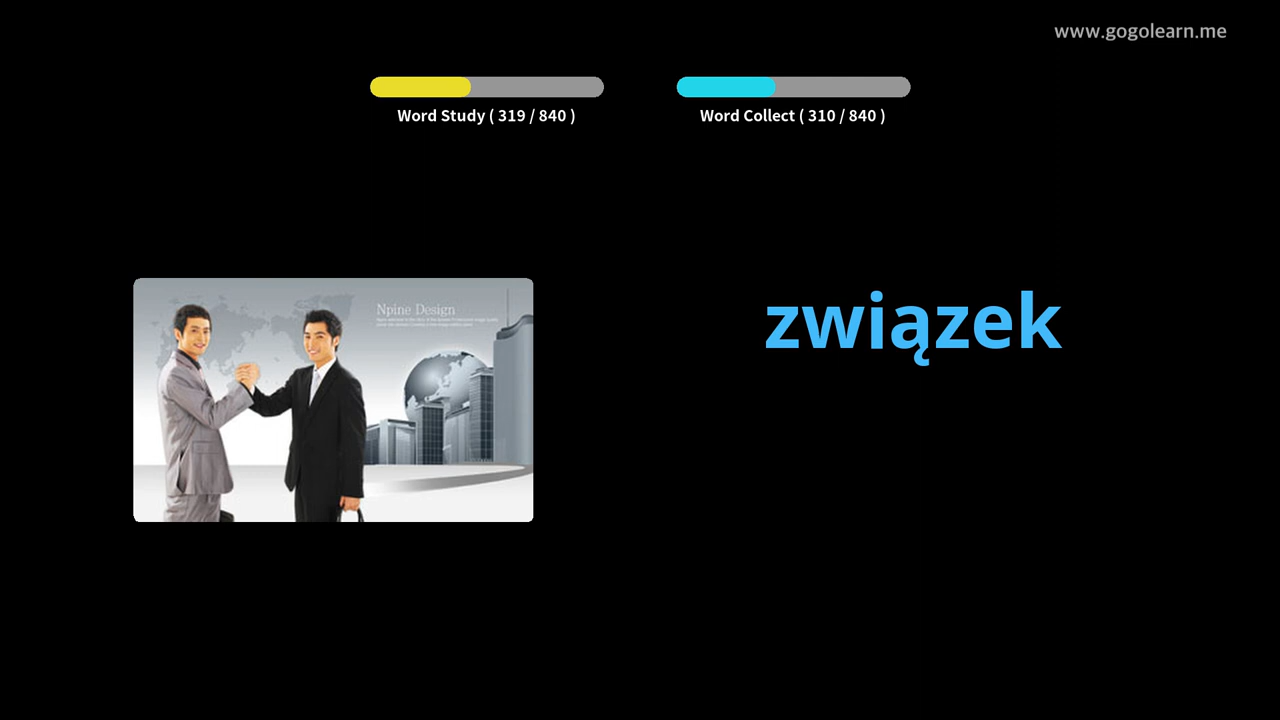 www.gogolearn.me
Word Study ( 319 / 840 )
Word Collect ( 310 / 840 )
Npine Design
związek